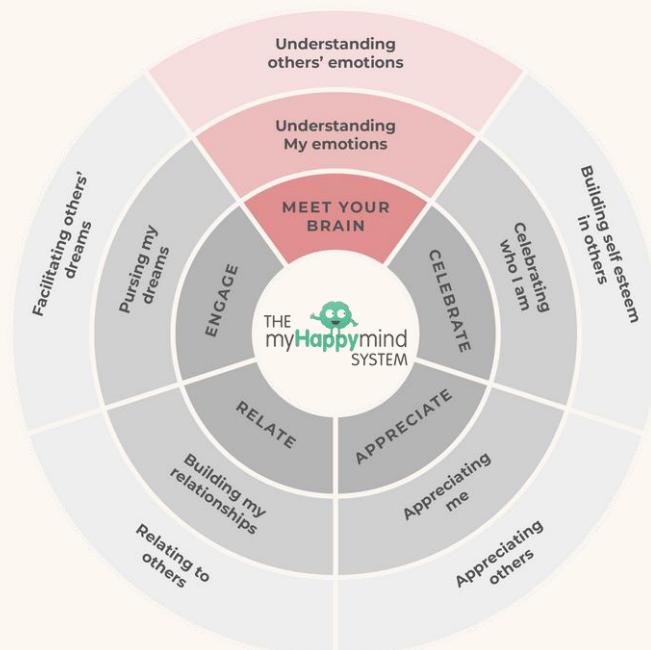 Understanding
others' emotions
Understanding
My emotions
MEET YOUR
BRAIN
Building self esteem
in others
Celebrating
who I am
CELEBRATE
Appreciating
others
Appreciating
me
APPRECIATE
Relating to
others
Building my
relationships
RELATE
Facilitating others'
dreams
Pursing my
dreams
ENGAGE
THE
myHappymind
SYSTEM